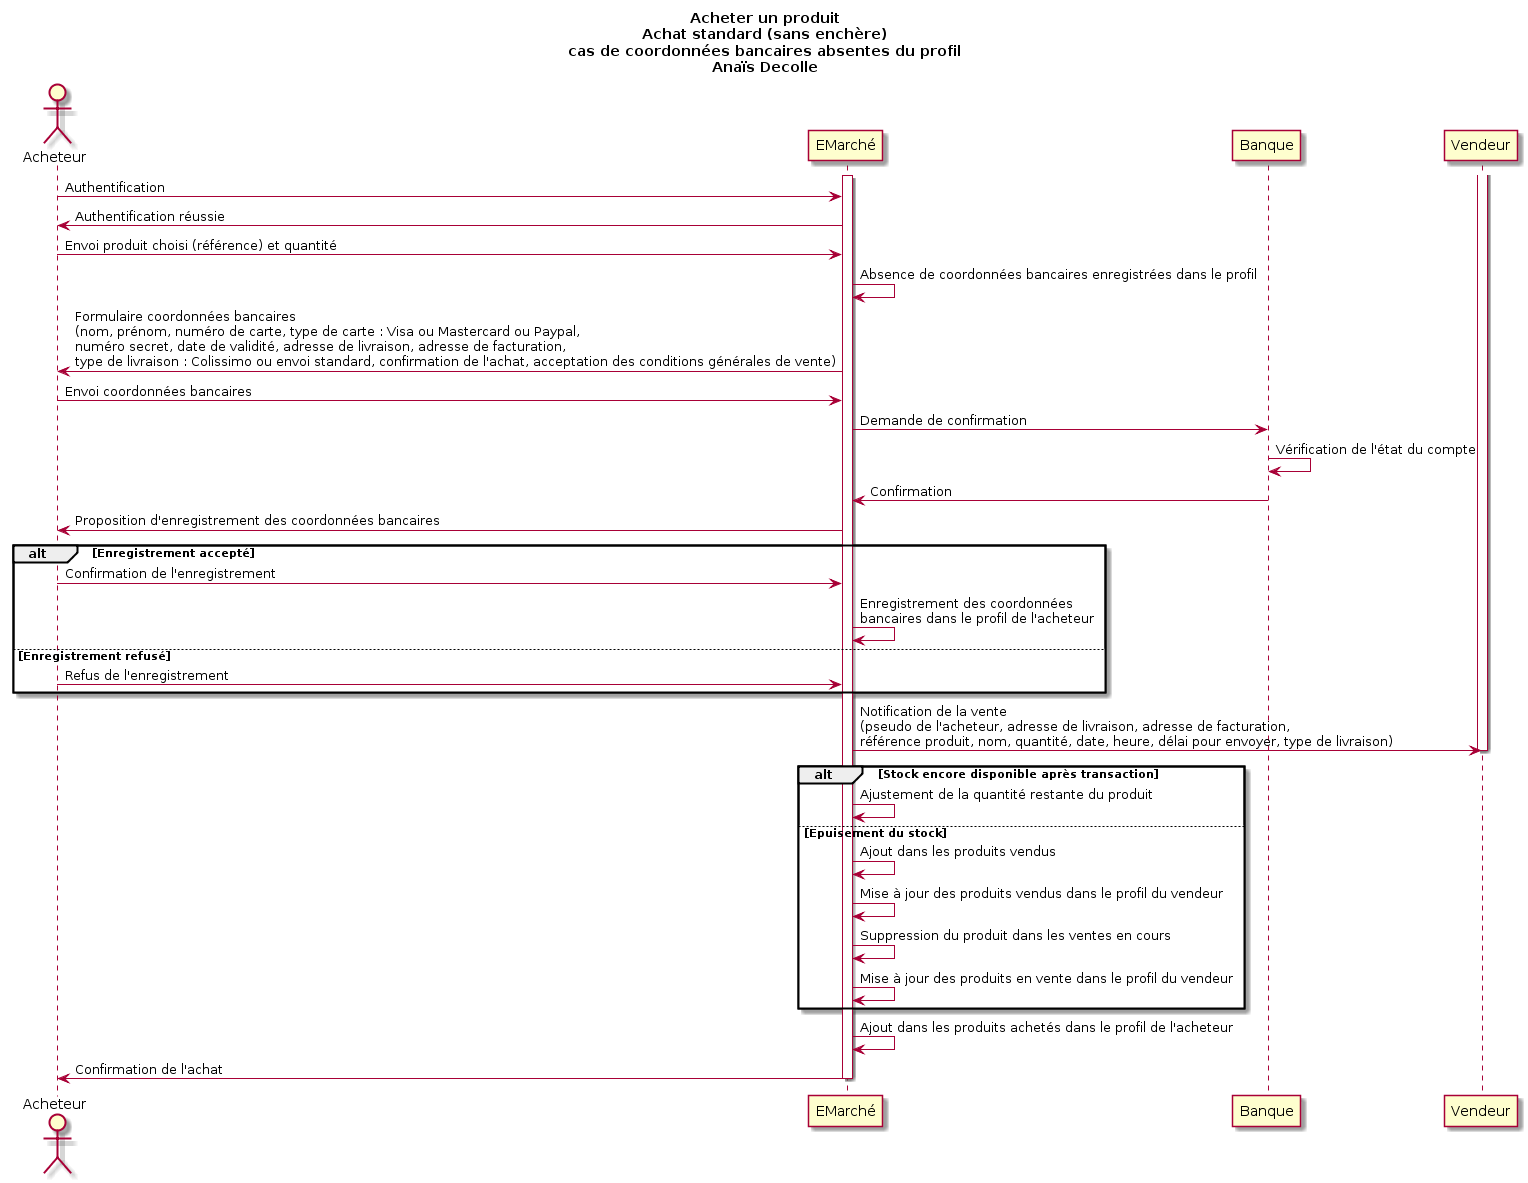 Acheter un produit
Achat standard (sans enchère)
cas de coordonnées bancaires absentes du profil
Anaïs Decolle
Acheteur
EMarché
Banque
Vendeur
Authentification
Authentification réussie
Envoi produit choisi (référence) et quantité
Absence de coordonnées bancaires enregistrées dans le profil
Formulaire coordonnées bancaires
(nom, prénom, numéro de carte, type de carte : Visa ou Mastercard ou Paypal,
numéro secret, date de validité, adresse de livraison, adresse de facturation,
type de livraison : Colissimo ou envoi standard, confirmation de l'achat, acceptation des conditions générales de vente)
Envoi coordonnées bancaires
Demande de confirmation
Vérification de l'état du compte
Confirmation
Proposition d'enregistrement des coordonnées bancaires
alt [Enregistrement accepté]
Confirmation de l'enregistrement
Enregistrement des coordonnées
bancaires dans le profil de l'acheteur
[Enregistrement refusé]
Refus de l'enregistrement
Notification de la vente
(pseudo de l'acheteur, adresse de livraison, adresse de facturation,
référence produit, nom, quantité, date, heure, délai pour envoyer, type de livraison)
alt [Stock encore disponible après transaction]
Ajustement de la quantité restante du produit
[Epuisement du stock]
Ajout dans les produits vendus
Mise à jour des produits vendus dans le profil du vendeur
Suppression du produit dans les ventes en cours
Mise à jour des produits en vente dans le profil du vendeur
Ajout dans les produits achetés dans le profil de l'acheteur
Confirmation de l'achat
Acheteur
EMarché
Banque
Vendeur